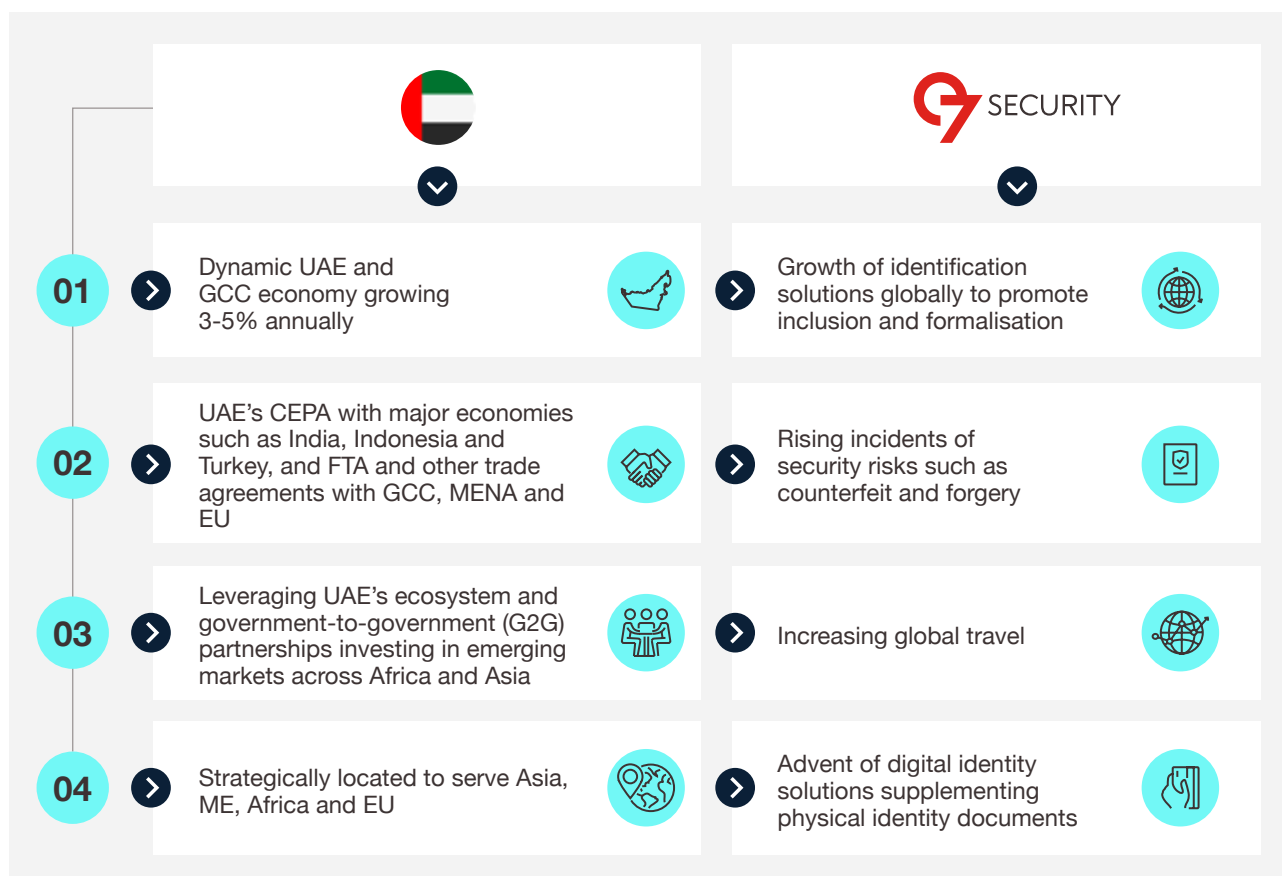 SECURITY
01
Dynamic UAE and
GCC economy growing
3-5% annually
Growth of identification
solutions globally to promote
inclusion and formalisation
02
UAE’s CEPA with major economies
such as India, Indonesia and
Turkey, and FTA and other trade
agreements with GCC, MENA and
EU
Rising incidents of
security risks such as
counterfeit and forgery
03
Leveraging UAE’s ecosystem and
government-to-government (G2G)
partnerships investing in emerging
markets across Africa and Asia
Increasing global travel
04
Strategically located to serve Asia,
ME, Africa and EU
Advent of digital identity
solutions supplementing
physical identity documents